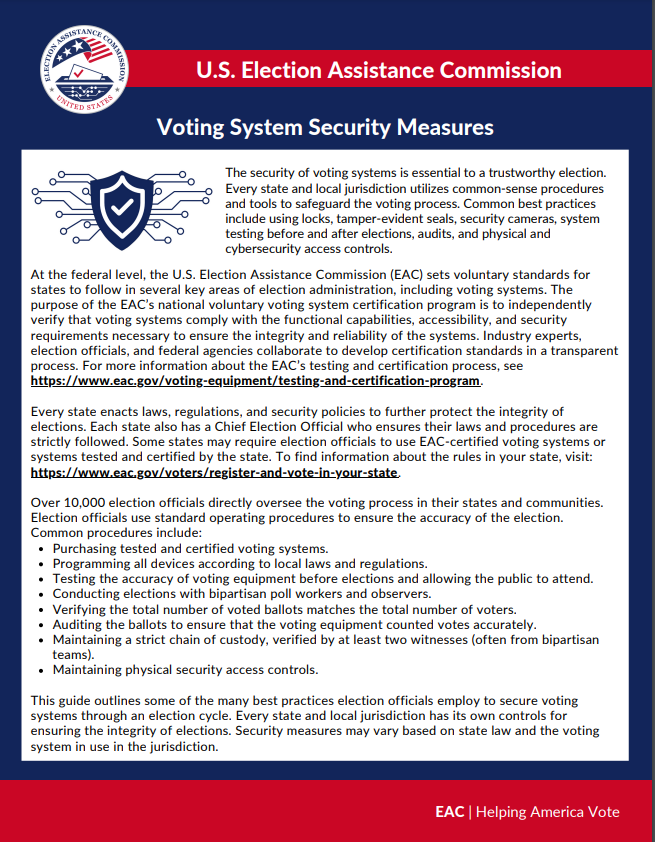 ELECTION ASSISTANCE COMMISSION
UNITED STATES
U.S. Election Assistance Commission
Voting System Security Measures
The security of voting systems is essential to a trustworthy election.
Every state and local jurisdiction utilizes common-sense procedures
and tools to safeguard the voting process. Common best practices
include using locks, tamper-evident seals, security cameras, system
testing before and after elections, audits, and physical and
cybersecurity access controls.
At the federal level, the U.S. Election Assistance Commission (EAC) sets voluntary standards for
states to follow in several key areas of election administration, including voting systems. The
purpose of the EAC's national voluntary voting system certification program is to independently
verify that voting systems comply with the functional capabilities, accessibility, and security
requirements necessary to ensure the integrity and reliability of the systems. Industry experts,
election officials, and federal agencies collaborate to develop certification standards in a transparent
process. For more information about the EAC's testing and certification process, see
https://www.eac.gov/voting-equipment/testing-and-certification-program.
Every state enacts laws, regulations, and security policies to further protect the integrity of
elections. Each state also has a Chief Election Official who ensures their laws and procedures are
strictly followed. Some states may require election officials to use EAC-certified voting systems or
systems tested and certified by the state. To find information about the rules in your state, visit:
https://www.eac.gov/voters/register-and-vote-in-your-state.
Over 10,000 election officials directly oversee the voting process in their states and communities.
Election officials use standard operating procedures to ensure the accuracy of the election.
Common procedures include:
• Purchasing tested and certified voting systems.
• Programming all devices according to local laws and regulations.
• Testing the accuracy of voting equipment before elections and allowing the public to attend.
• Conducting elections with bipartisan poll workers and observers.
• Verifying the total number of voted ballots matches the total number of voters.
• Auditing the ballots to ensure that the voting equipment counted votes accurately.
• Maintaining a strict chain of custody, verified by at least two witnesses (often from bipartisan
teams).
• Maintaining physical security access controls.
This guide outlines some of the many best practices election officials employ to secure voting
systems through an election cycle. Every state and local jurisdiction has its own controls for
ensuring the integrity of elections. Security measures may vary based on state law and the voting
system in use in the jurisdiction.
EAC | Helping America Vote